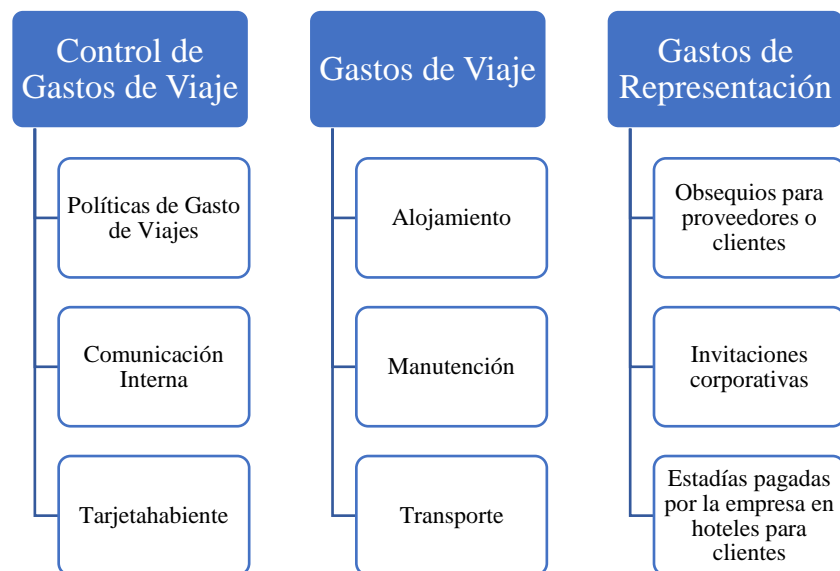 Control de
Gastos de Viaje
Políticas de Gasto
de Viajes
Comunicación
Interna
Tarjetahabiente
Gastos de Viaje
Alojamiento
Manutención
Transporte
Gastos de
Representación
Obsequios para
proveedores o
clientes
Invitaciones
corporativas
Estadías pagadas
por la empresa en
hoteles para
clientes